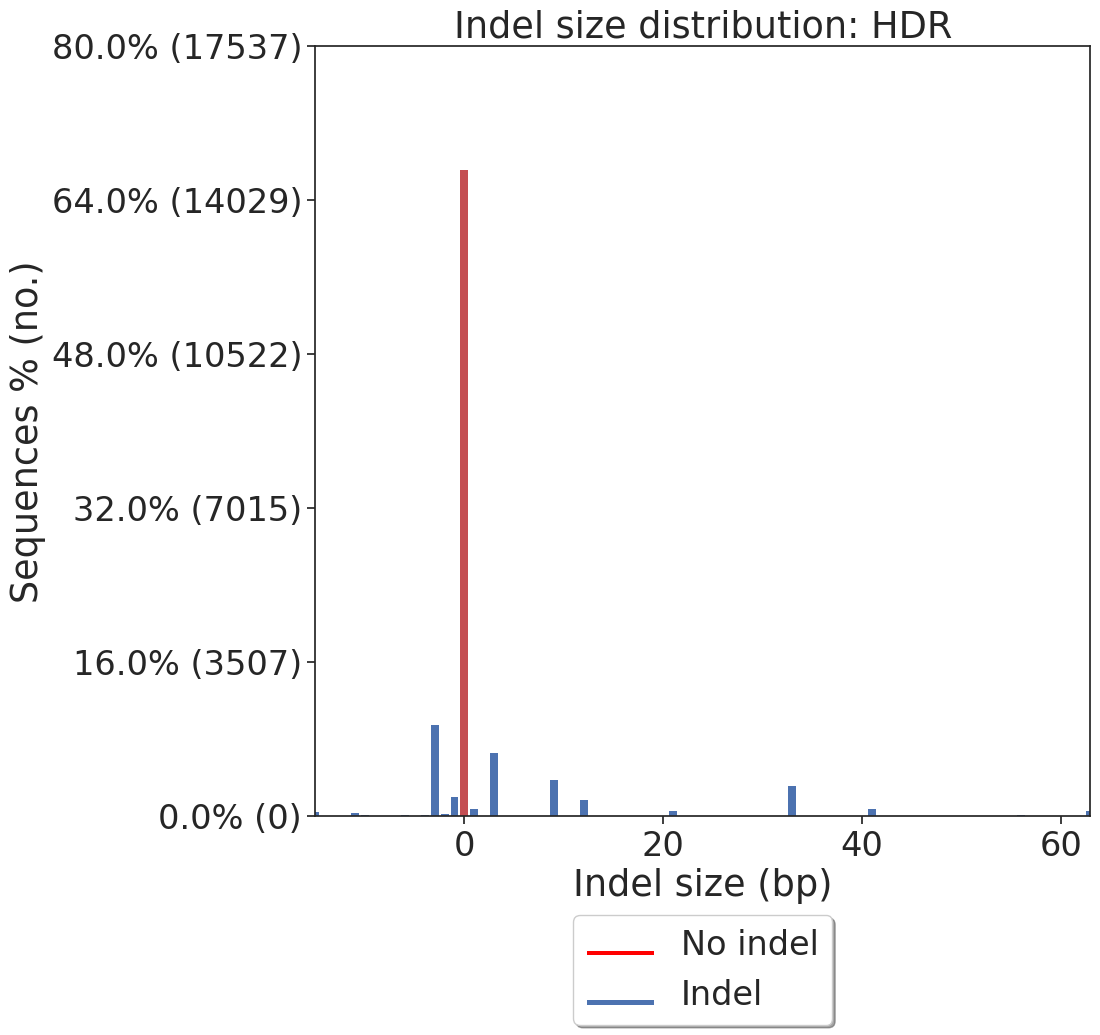 Indel size distribution: HDR
80.0% (17537)
64.0% (14029)
48.0% (10522)
32.0% (7015)
16.0% (3507)
0.0% (0)
Sequences % (no.)
0 20 40 60
Indel size (bp)
No indel
Indel